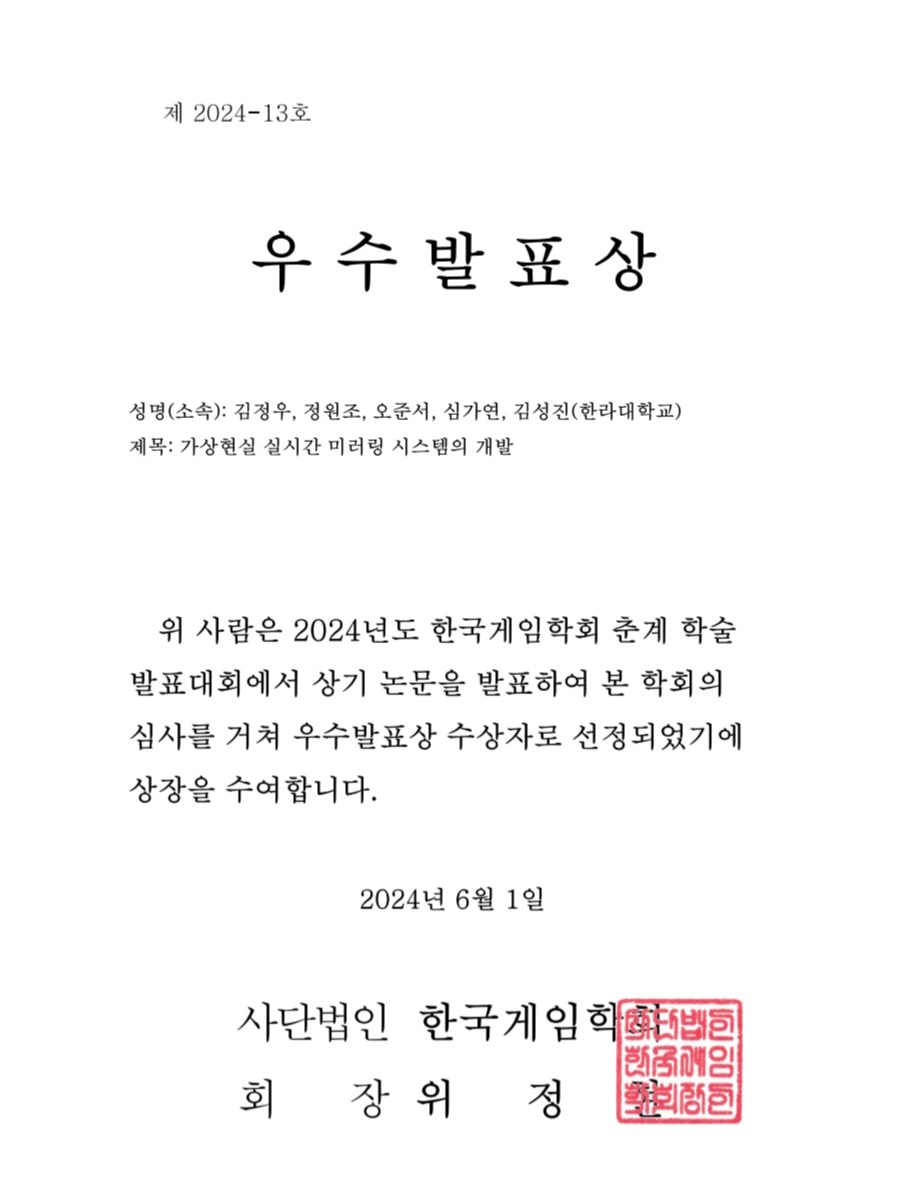 제 2024-13호
우 수 발 표 상
성명(소속): 김정우, 정원조, 오준서, 심가연, 김성진(한라대학교)
제목: 가상현실 실시간 미러링 시스템의 개발
위 사람은 2024년도 한국게임학회 춘계 학술
발표대회에서 상기 논문을 발표하여 본 학회의
심사를 거쳐 우수발표상 수상자로 선정되었기에
상장을 수여합니다.
2024년 6월 1일
사단법인 한국게임학회
회 장 위 정